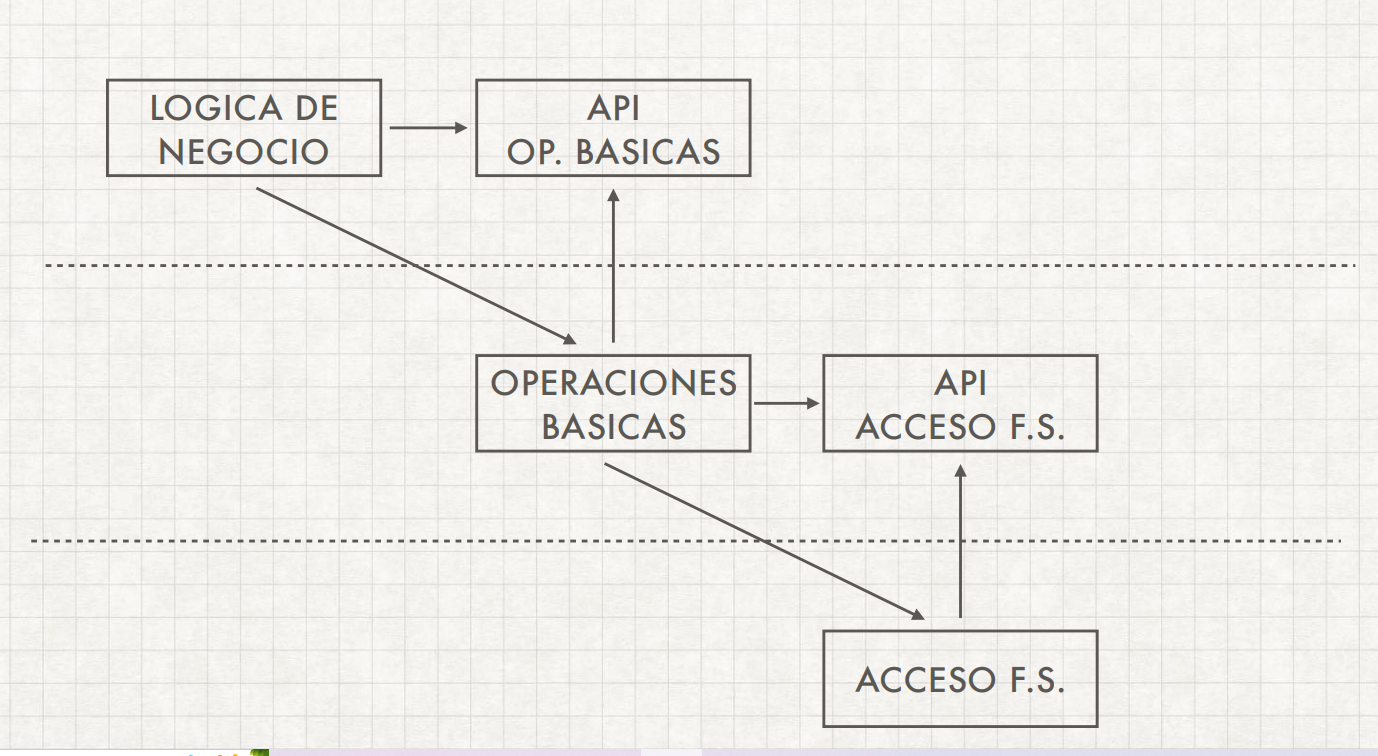 LOGICA DE
NEGOCIO
API
OP. BASICAS
OPERACIONES
BASICAS
API
ACCESO F.S.
ACCESO F.S.